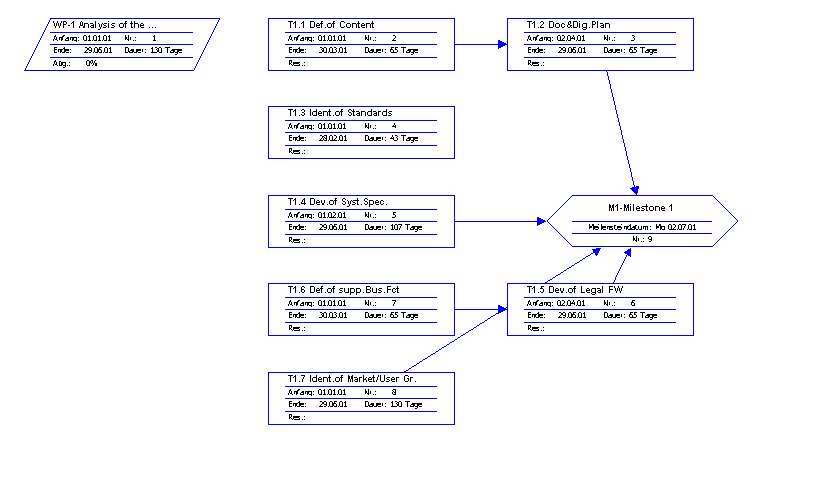 WP-1 Analysis of the ...
Anfang: 01.01.01 Nr.: 1
Ende: 29.06.01 Dauer: 130 Tage
Abg.: 0%
T1.1 Def.of Content
Anfang: 01.01.01 Nr.: 2
Ende: 30.03.01 Dauer: 65 Tage
Res.:
T1.2 Doc&Dig.Plan
Anfang: 02.04.01 Nr.: 3
Ende: 29.06.01 Dauer: 65 Tage
Res.:
T1.3 Ident.of Standards
Anfang: 01.01.01 Nr.: 4
Ende: 28.02.01 Dauer: 43 Tage
Res.:
T1.4 Dev.of Syst.Spec.
Anfang: 01.02.01 Nr.: 5
Ende: 29.06.01 Dauer: 107 Tage
Res.:
M1-Milestone 1
Meilensteindatum: Mo 02.07.01
Nr.: 9
T1.6 Def.of supp.Bus.Fct
Anfang: 01.01.01 Nr.: 7
Ende: 30.03.01 Dauer: 65 Tage
Res.:
T1.5 Dev.of Legal FW
Anfang: 02.04.01 Nr.: 6
Ende: 29.06.01 Dauer: 65 Tage
Res.:
T1.7 Ident.of Market/User Gr.
Anfang: 01.01.01 Nr.: 8
Ende: 29.06.01 Dauer: 130 Tage
Res.: